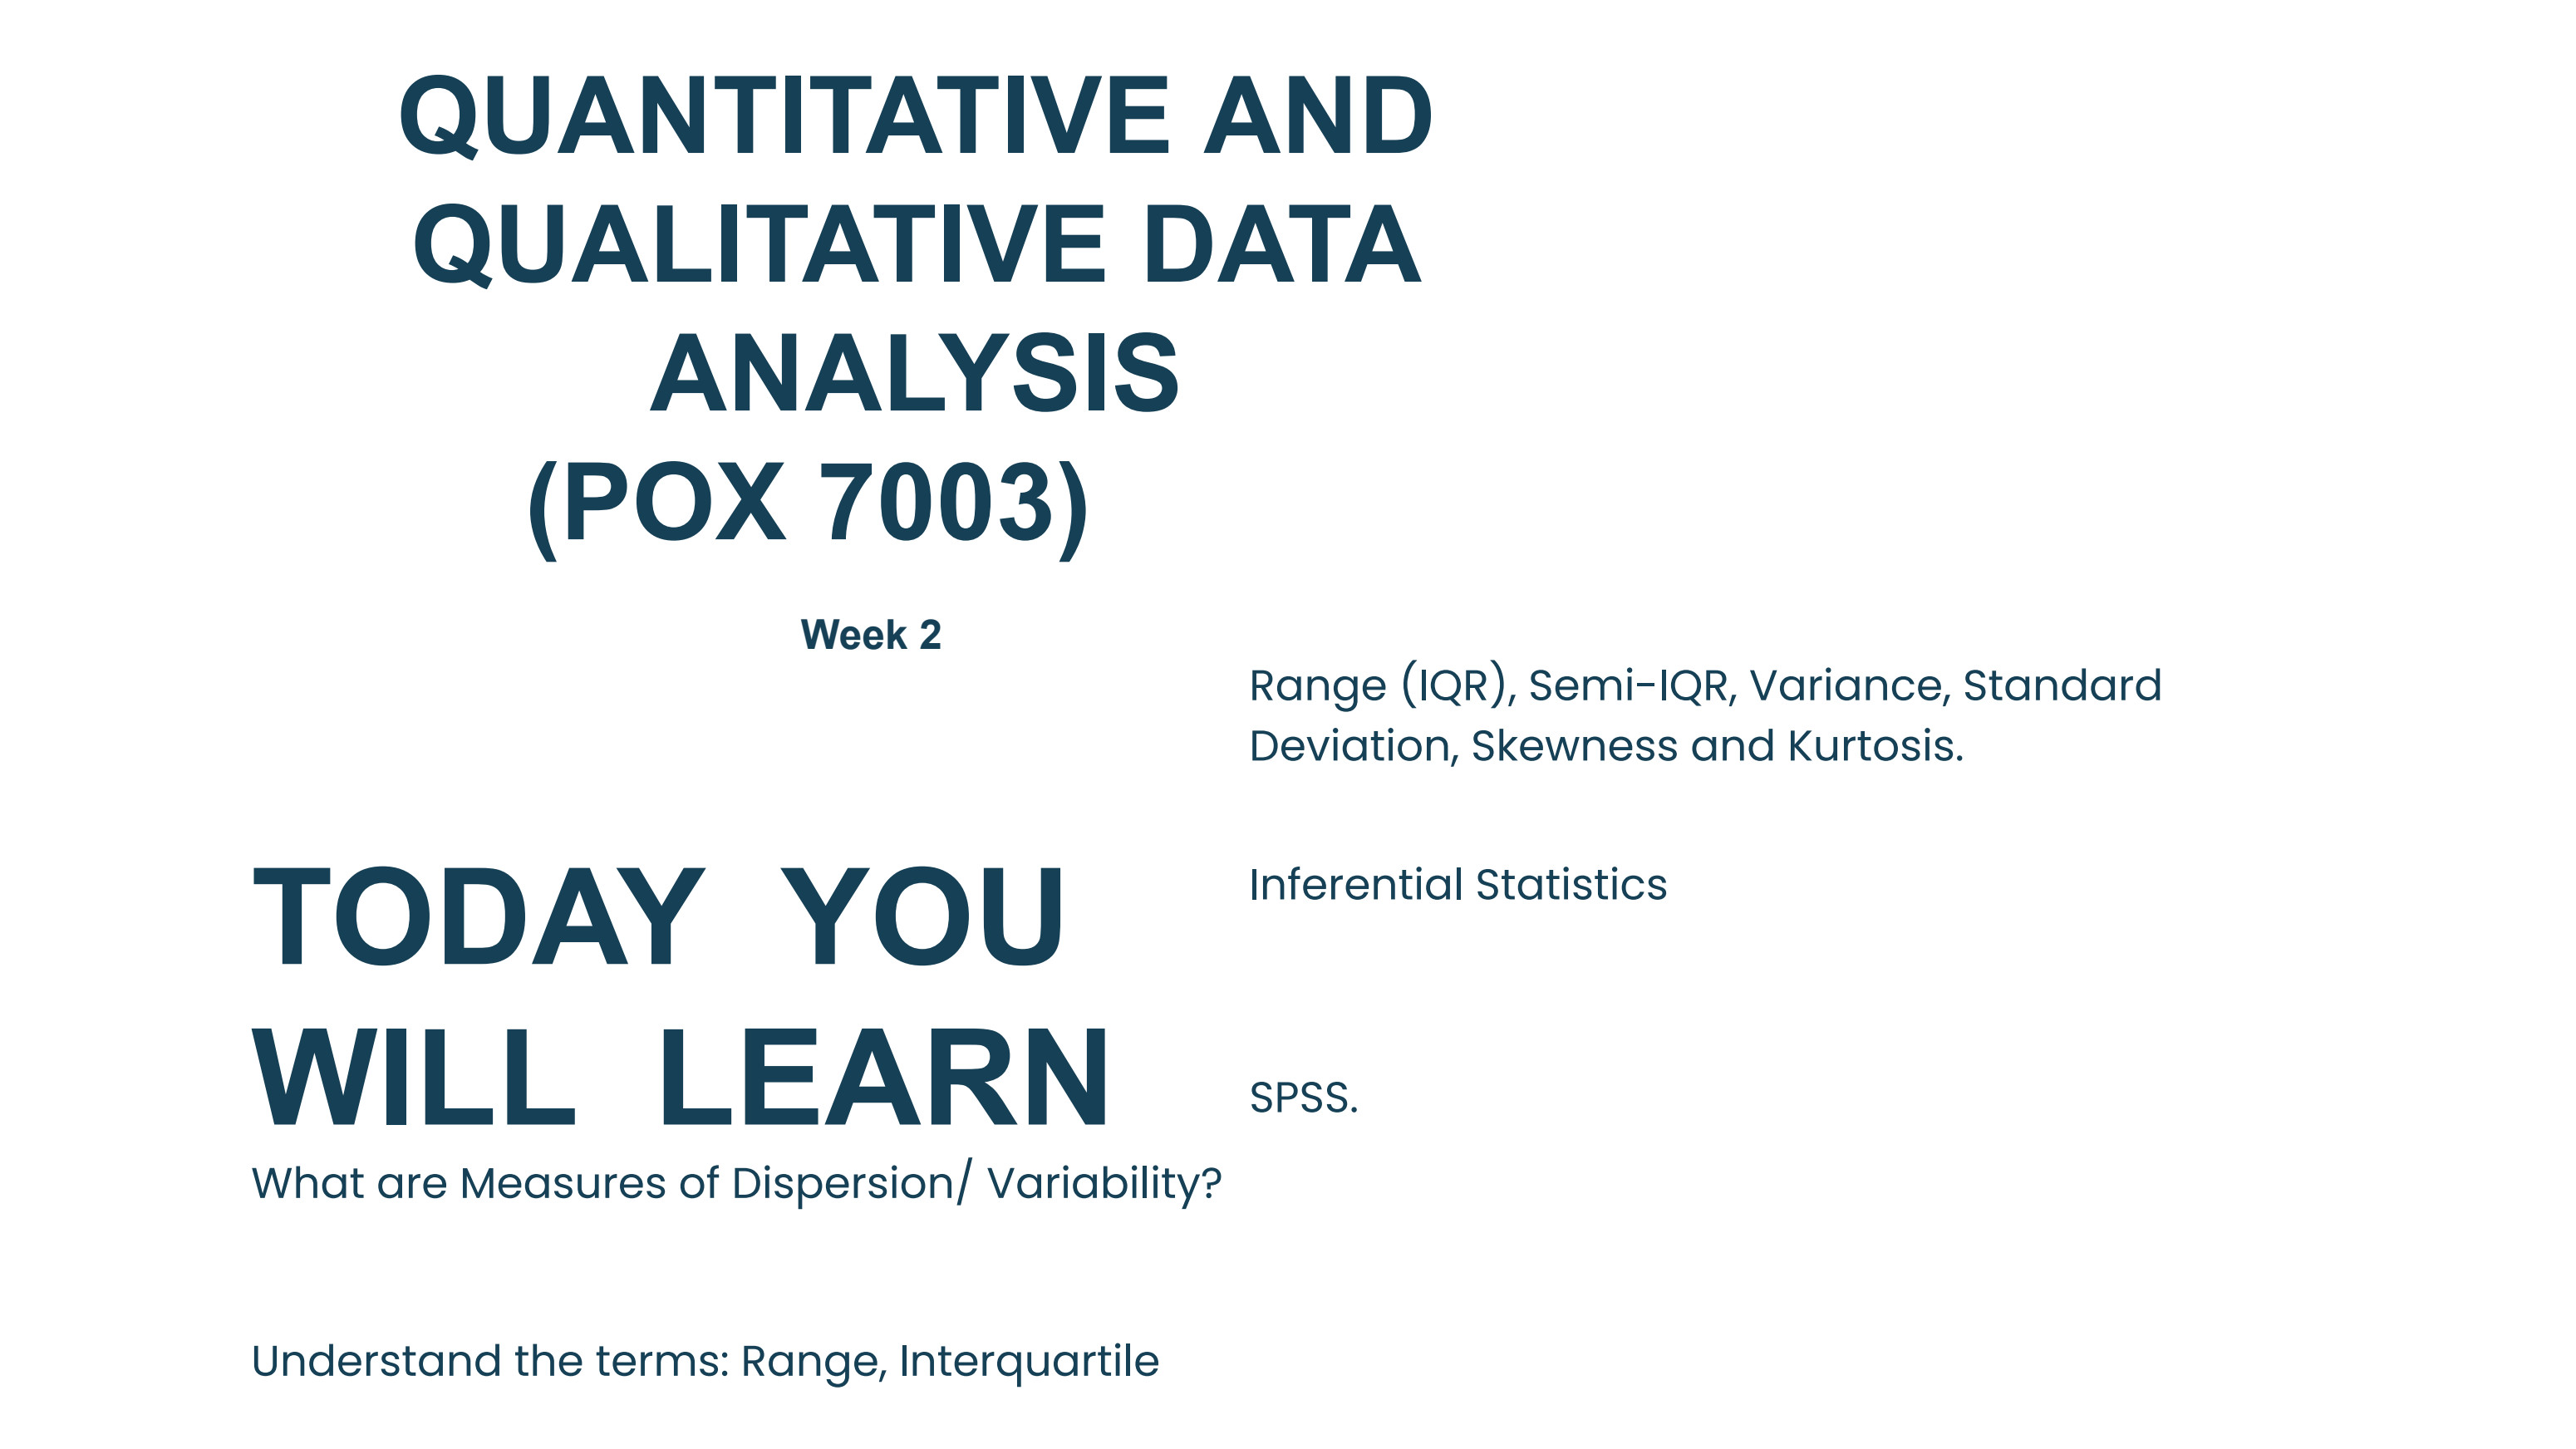 QUANTITATIVE AND
QUALITATIVE DATA
ANALYSIS
(POX 7003)
Week 2
TODAY YOU
WILL LEARN
What are Measures of Dispersion/ Variability?
Understand the terms: Range, Interquartile
Range (IQR), Semi-IQR, Variance, Standard
Deviation, Skewness and Kurtosis.
Inferential Statistics
SPSS.